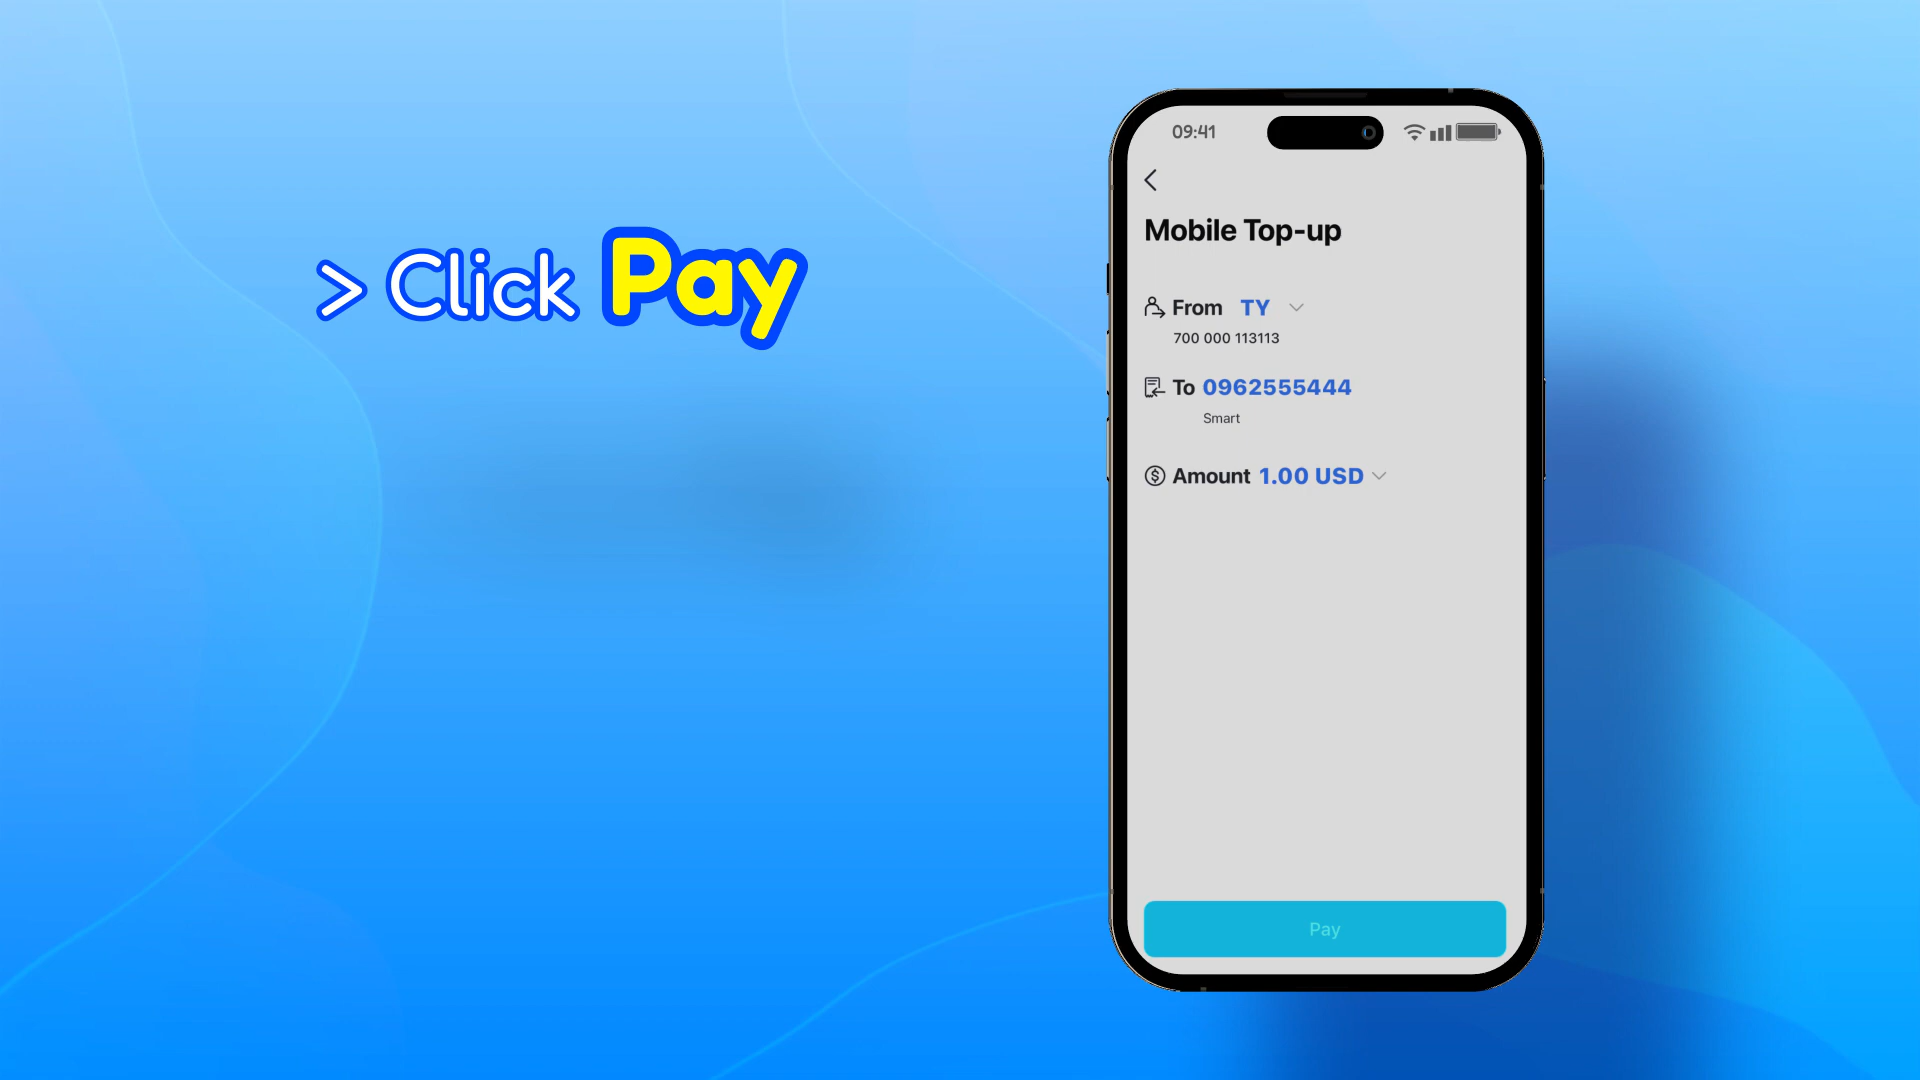 > Click Pay
09:41
Mobile Top-up
From TY
700 000 113113
To 0962555444
Smart
Amount 1.00 USD
Pay